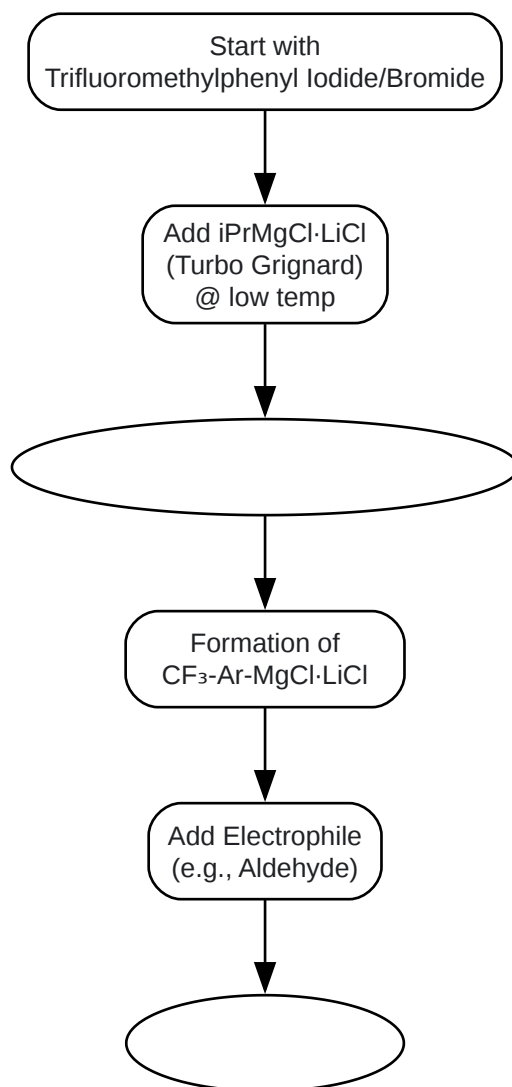 Start with
Trifluoromethylphenyl Iodide/Bromide
Add iPrMgCl·LiCl
(Turbo Grignard)
@ low temp
Formation of
CF₃-Ar-MgCl·LiCl
Add Electrophile
(e.g., Aldehyde)